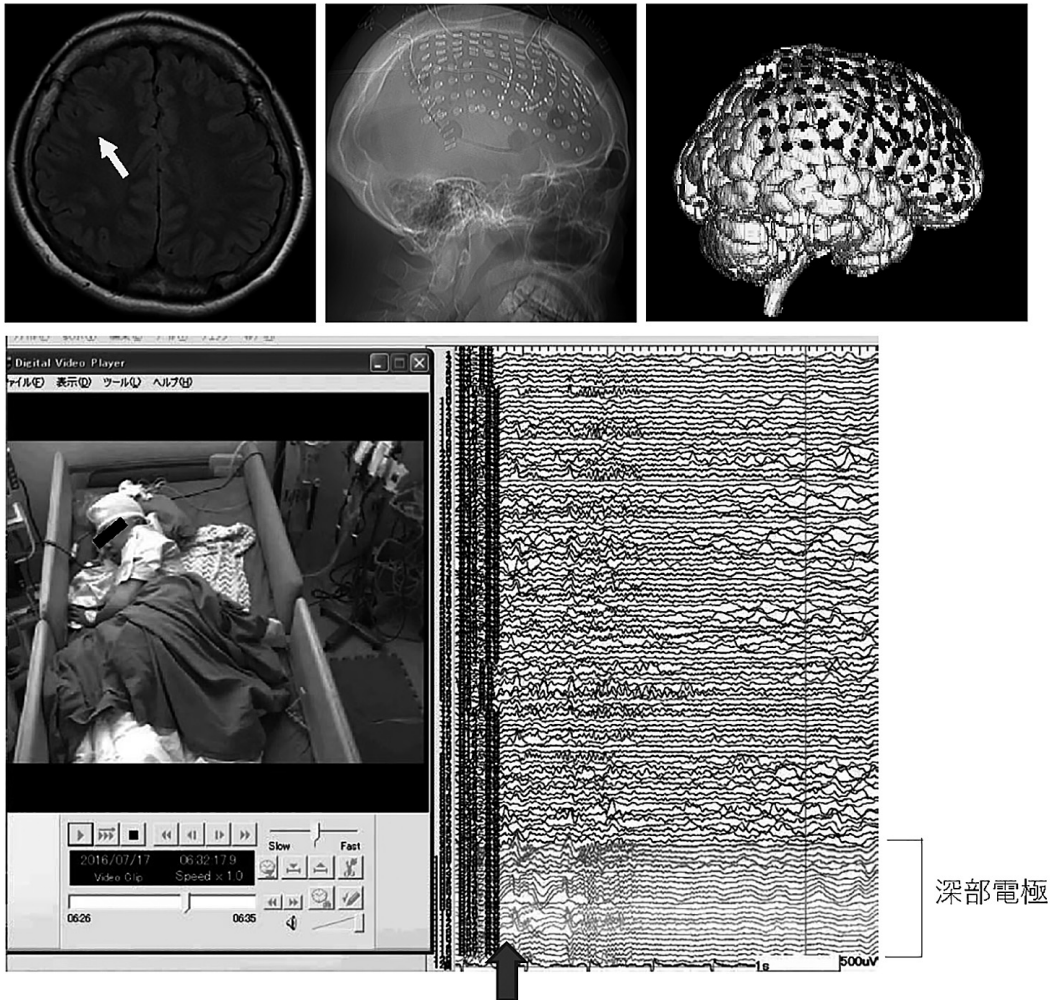 Digital Video Player
ァイル(F) 表示(D) ツール(L) ヘルプ(H)
Slow
Fast
2016/07/17 06:32:17.9
Video Clip Speed × 1.0
06:26
06:35
深部電極
1s
500uV